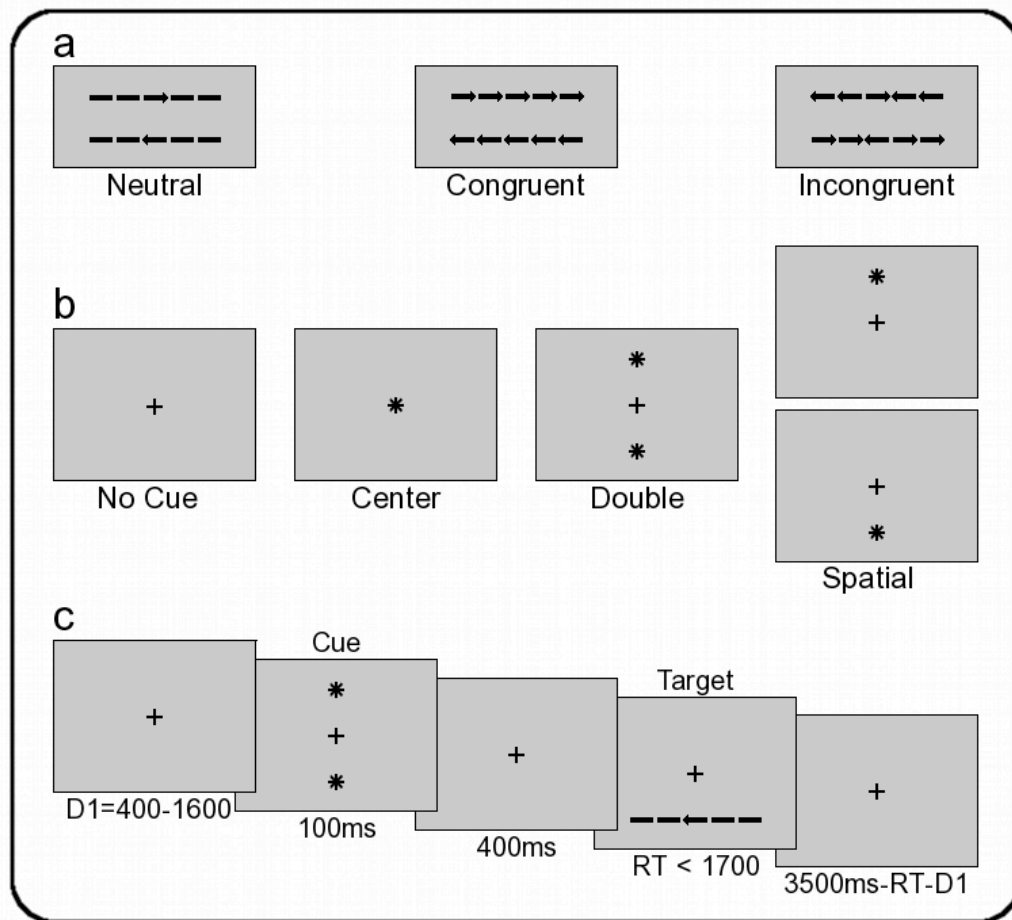 a
Neutral
Congruent
Incongruent
b
No Cue
Center
Double
Spatial
c
Cue
Target
D1=400-1600
100ms
400ms
RT < 1700
3500ms-RT-D1